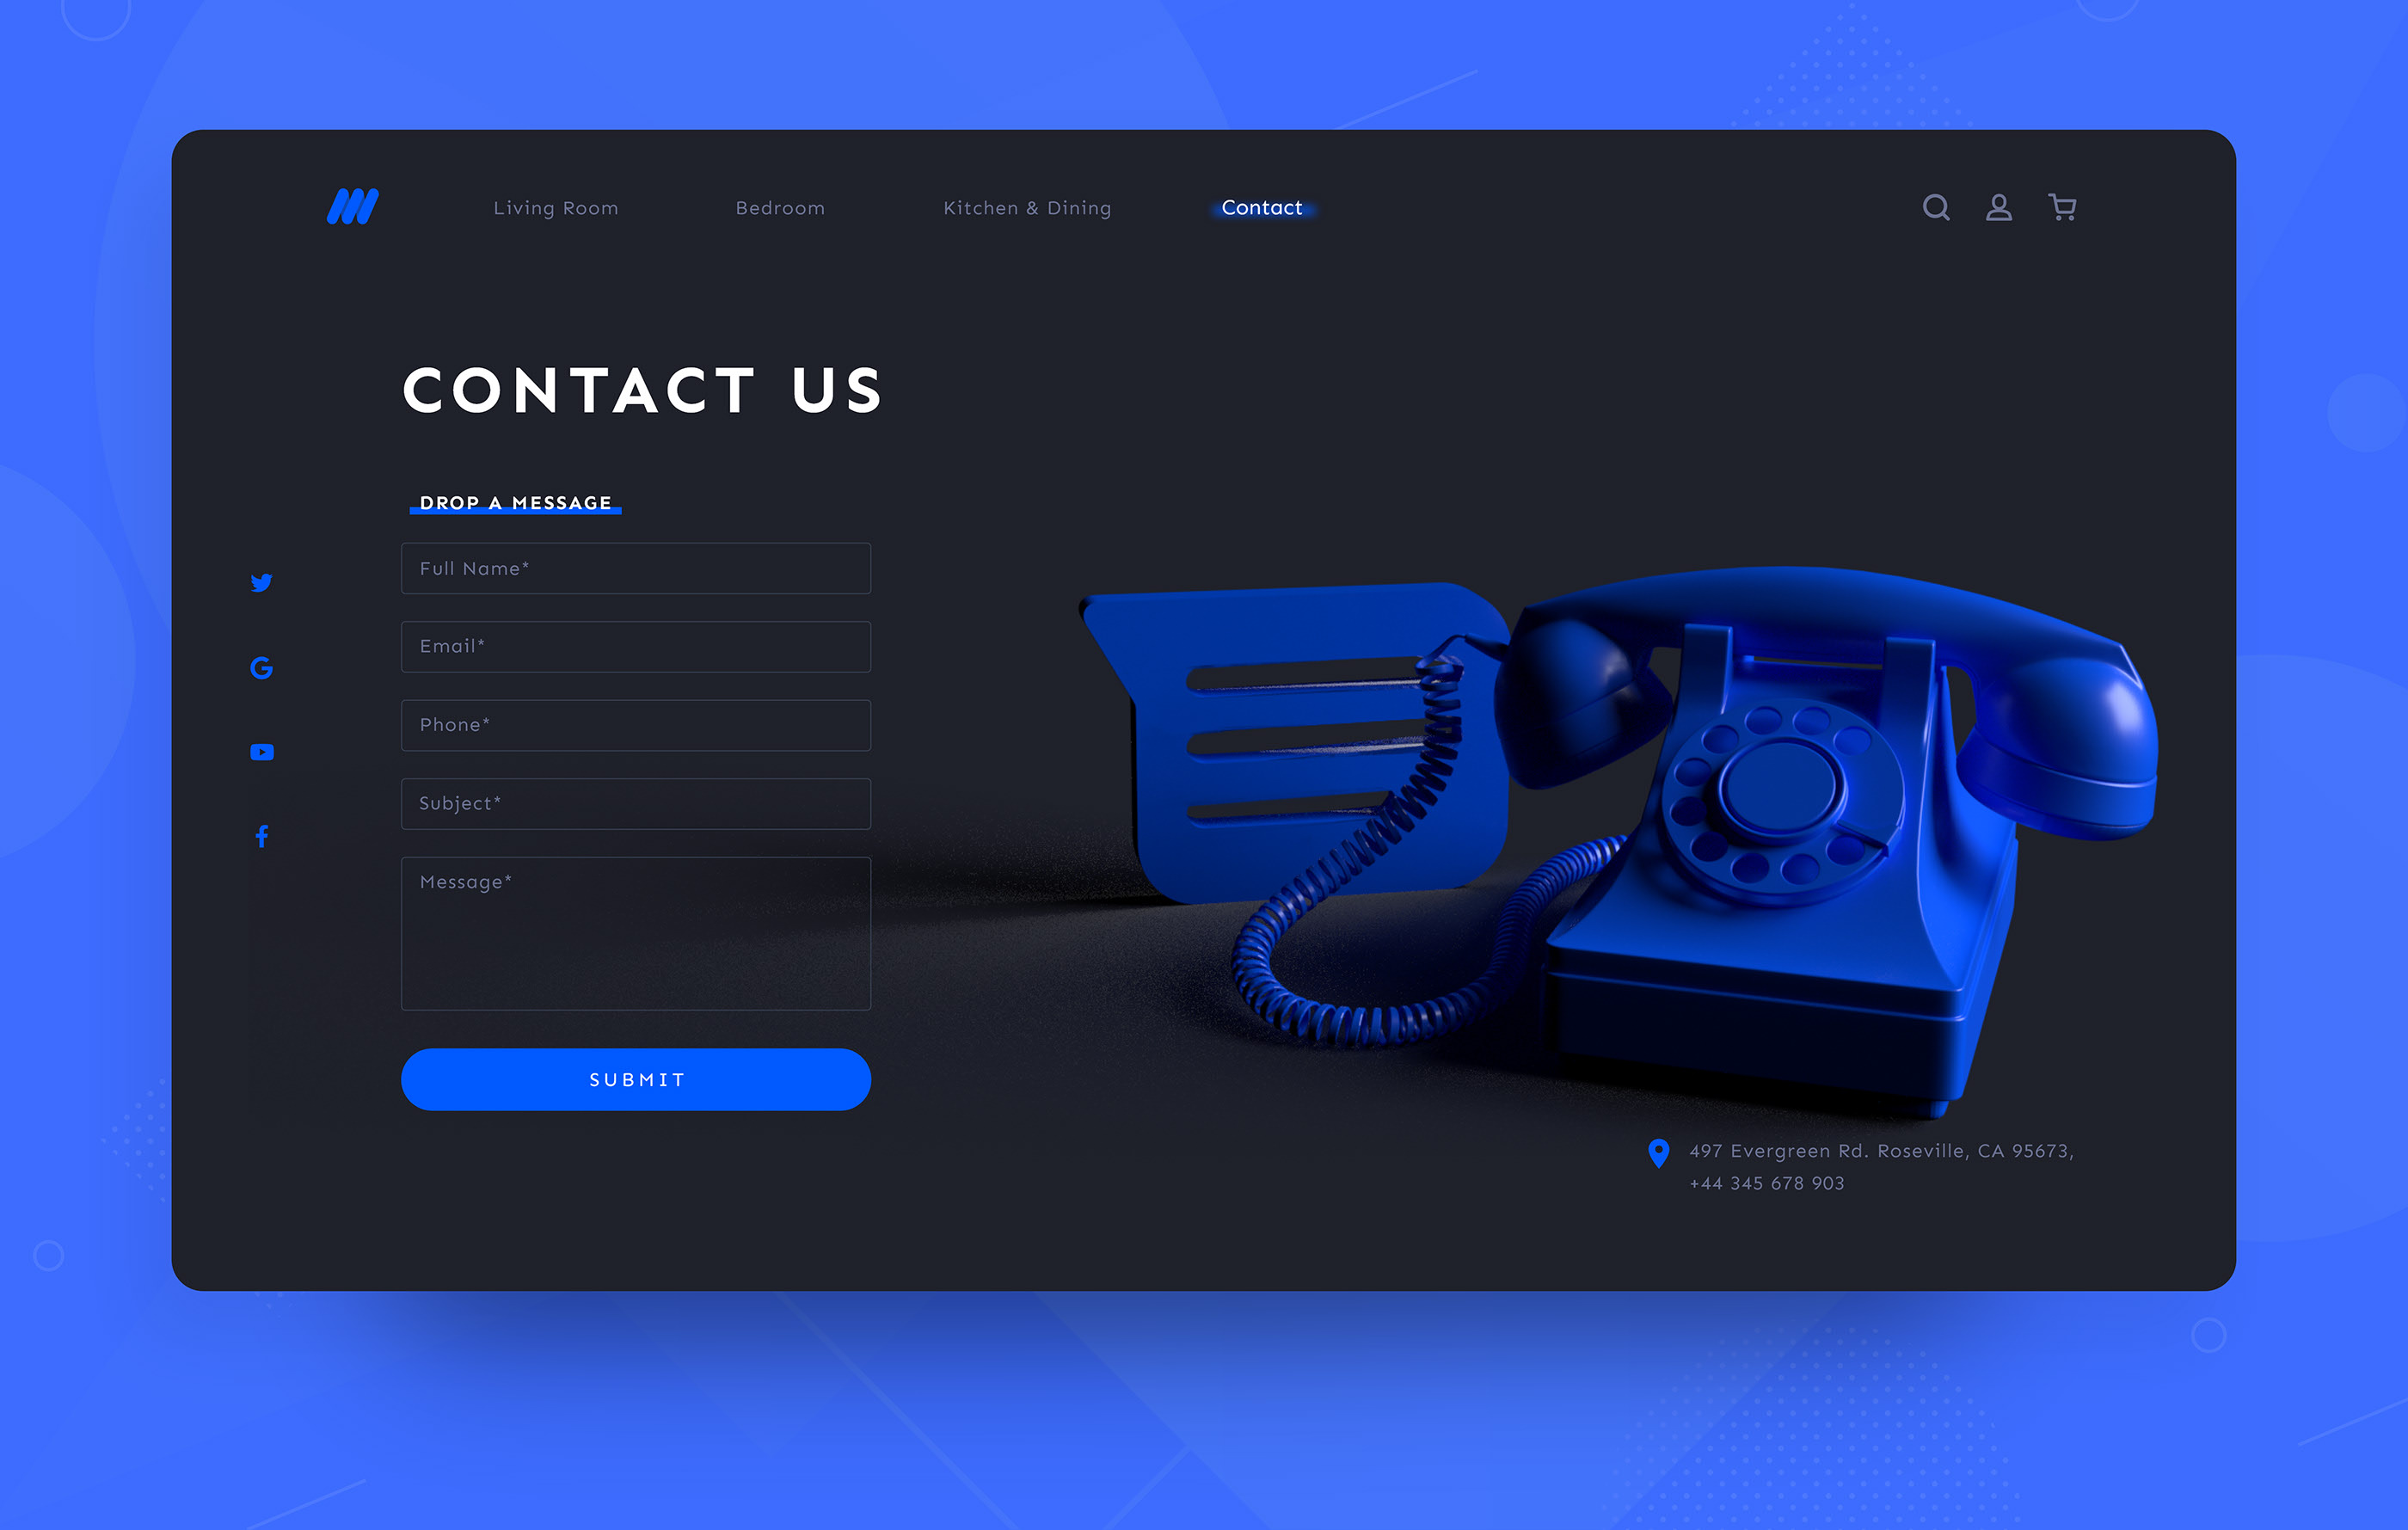 Living Room
Bedroom
Kitchen & Dining
Contact
CONTACT US
DROP A MESSAGE
Full Name*
Email*
Phone*
Subject*
Message*
SUBMIT
497 Evergreen Rd. Roseville, CA 95673,
+44 345 678 903